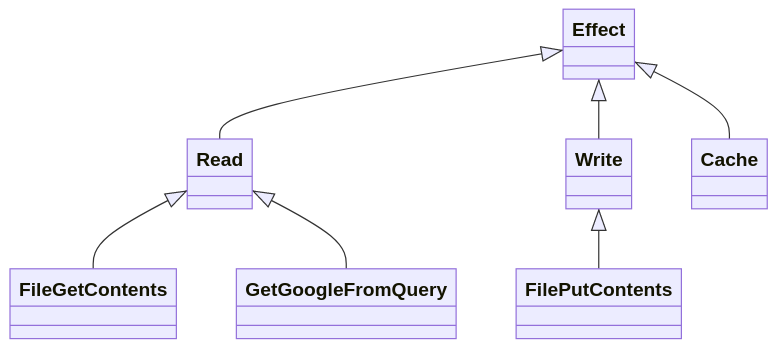 Effect
Read
Write
Cache
FileGetContents
GetGoogleFromQuery
FilePutContents